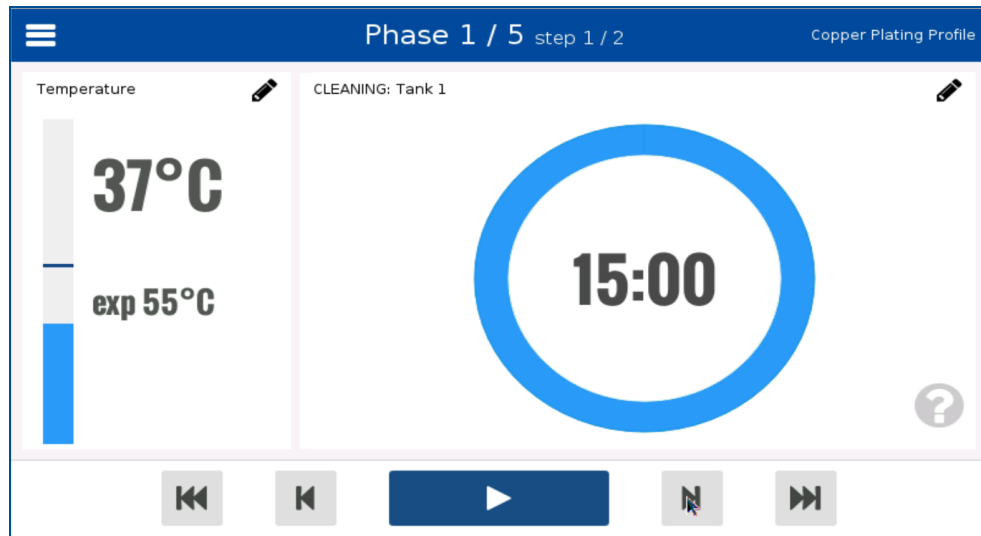 Phase 1 / 5 step 1 / 2
Copper Plating Profile
Temperature
37°C
exp 55°C
CLEANING: Tank 1
15:00
?